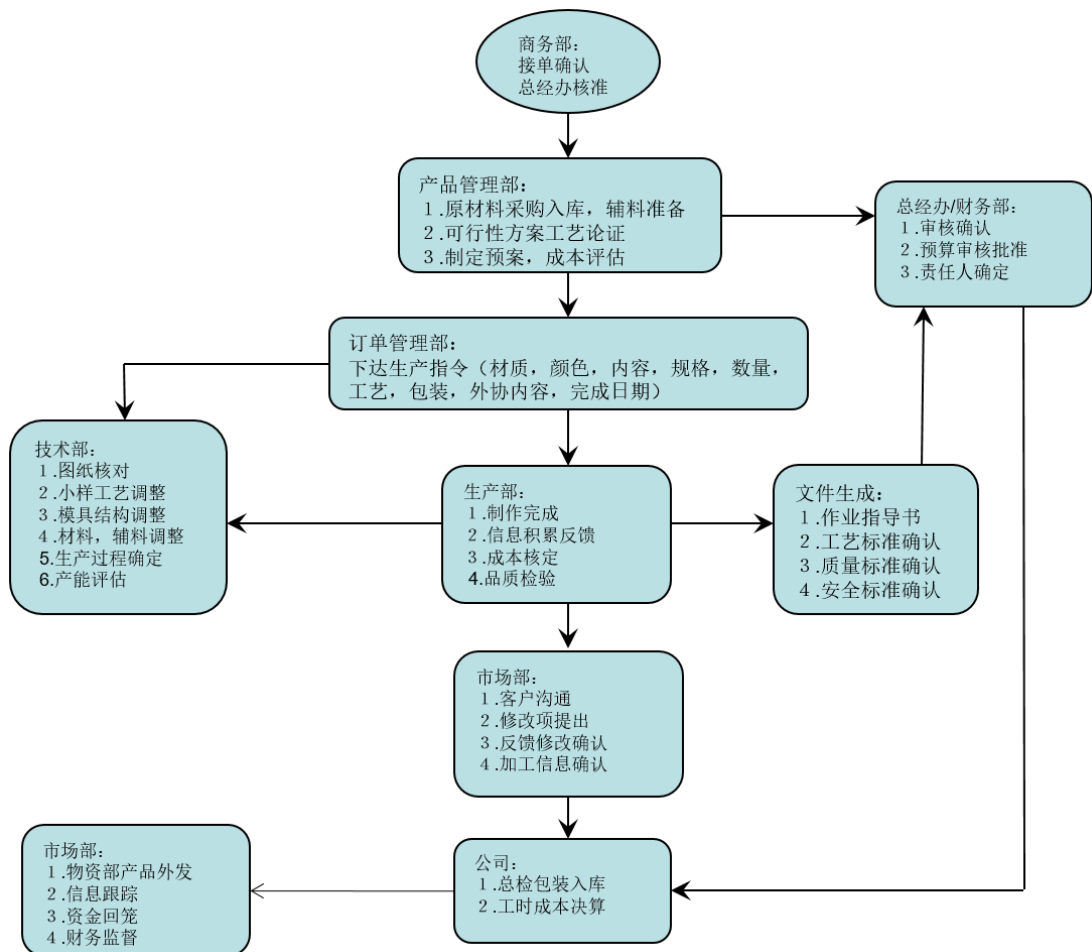 商务部：
接单确认
总经办核准
产品管理部：
1.原材料采购入库，辅料准备
2.可行性方案工艺论证
3.制定预案，成本评估
总经办/财务部：
1.审核确认
2.预算审核批准
3.责任人确定
订单管理部：
下达生产指令（材质，颜色，内容，规格，数量，
工艺，包装，外协内容，完成日期）
技术部：
1.图纸核对
2.小样工艺调整
3.模具结构调整
4.材料，辅料调整
5.生产过程确定
6.产能评估
生产部：
1.制作完成
2.信息积累反馈
3.成本核定
4.品质检验
文件生成：
1.作业指导书
2.工艺标准确认
3.质量标准确认
4.安全标准确认
市场部：
1.客户沟通
2.修改项提出
3.反馈修改确认
4.加工信息确认
市场部：
1.物资部产品外发
2.信息跟踪
3.资金回笼
4.财务监督
公司：
1.总检包装入库
2.工时成本决算